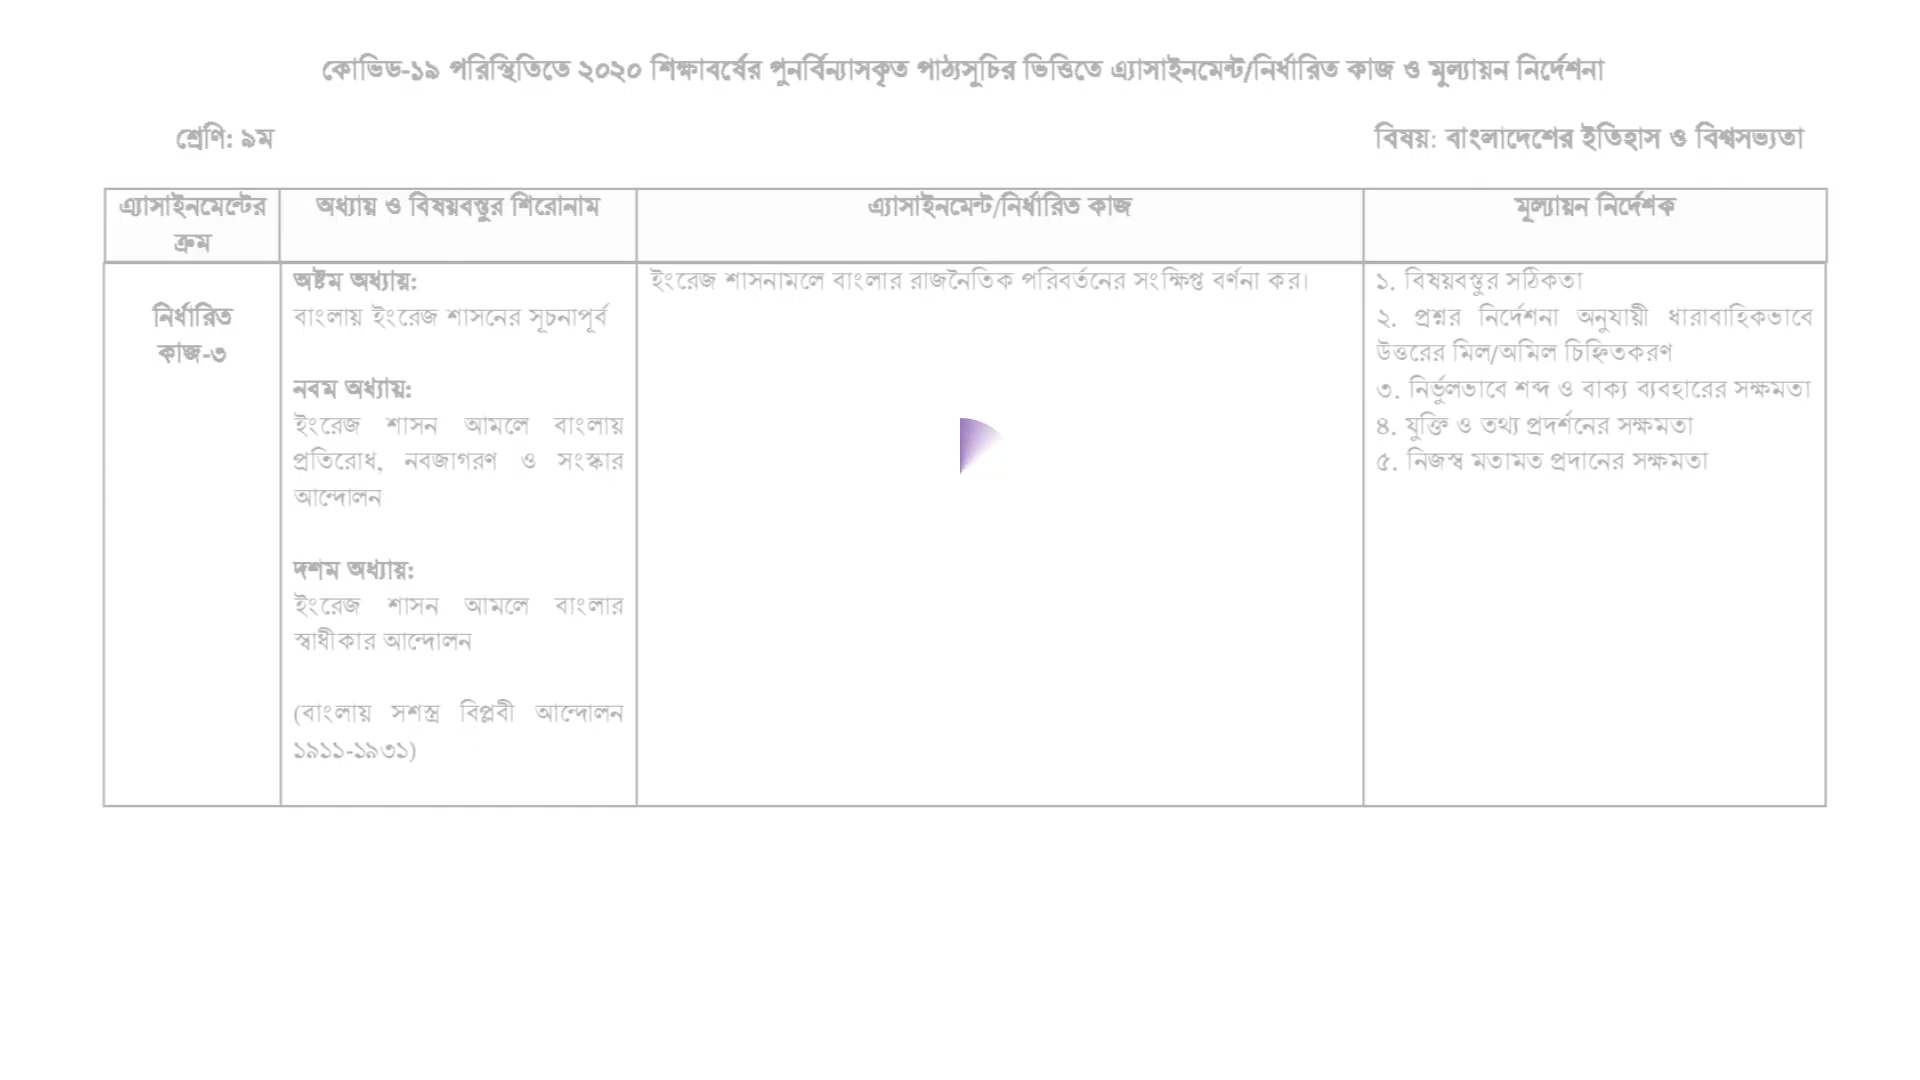 কোভিড-১৯ পরিস্থিতিতে ২০২০ শিক্ষাবর্ষের পুনর্বিন্যাসকৃত পাঠ্যসূচির ভিত্তিতে এ্যাসাইনমেন্ট/নির্ধারিত কাজ ও মূল্যায়ন নির্দেশনা
শ্রেণি: ৯ম
বিষয়: বাংলাদেশের ইতিহাস ও বিশ্বসভ্যতা
এ্যাসাইনমেন্টের
ক্রম
অধ্যায় ও বিষয়বস্তুর শিরোনাম
এ্যাসাইনমেন্ট/নির্ধারিত কাজ
মূল্যায়ন নির্দেশক
নির্ধারিত
কাজ-৩
অষ্টম অধ্যায়:
বাংলায় ইংরেজ শাসনের সূচনাপূর্ব
নবম অধ্যায়:
ইংরেজ শাসন আমলে বাংলায়
প্রতিরোধ, নবজাগরণ ও সংস্কার
আন্দোলন
দশম অধ্যায়:
ইংরেজ শাসন আমলে বাংলার
স্বাধীকার আন্দোলন
(বাংলায় সশস্ত্র বিপ্লবী আন্দোলন
১৯১১-১৯৩১)
ইংরেজ শাসনামলে বাংলার রাজনৈতিক পরিবর্তনের সংক্ষিপ্ত বর্ণনা কর।
১. বিষয়বস্তুর সঠিকতা
২. প্রশ্নর নির্দেশনা অনুযায়ী ধারাবাহিকভাবে
উত্তরের মিল/অমিল চিহ্নিতকরণ
৩. নির্ভুলভাবে শব্দ ও বাক্য ব্যবহারের সক্ষমতা
৪. যুক্তি ও তথ্য প্রদর্শনের সক্ষমতা
৫. নিজস্ব মতামত প্রদানের সক্ষমতা